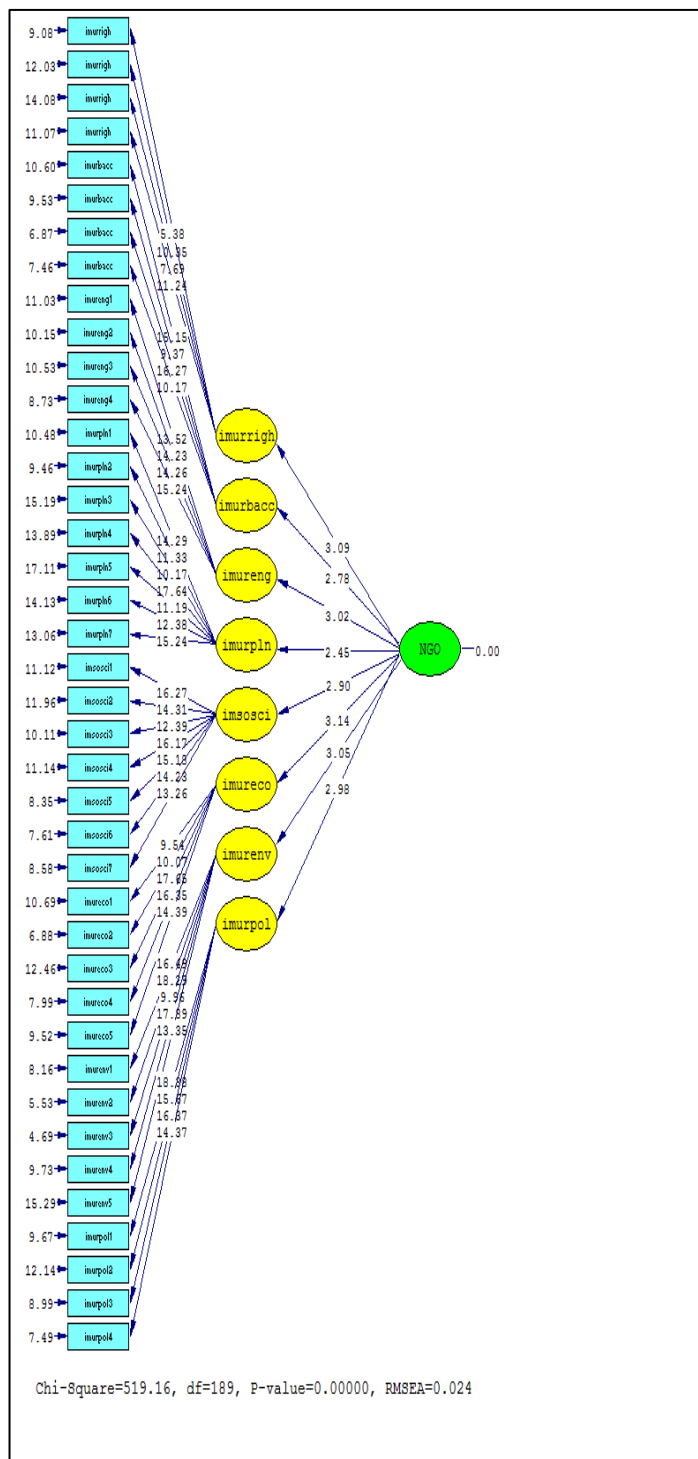 9.08 imurrigh
12.03 imurrigh
14.08 imurrigh
11.07 imurrigh
10.60 imurbacc
9.53 imurbacc
6.87 imurbacc
7.46 imurbacc
11.03 imureng1
10.15 imureng2
10.53 imureng3
8.73 imureng4
10.48 imurpln1
9.46 imurpln2
15.19 imurpln3
13.89 imurpln4
17.11 imurpln5
14.13 imurpln6
13.06 imurpln7
11.12 imsosci1
11.96 imsosci2
10.11 imsosci3
11.14 imsosci4
8.35 imsosci5
7.61 imsosci6
8.58 imsosci7
10.69 imureco1
6.88 imureco2
12.46 imureco3
7.99 imureco4
9.52 imureco5
8.16 imurenv1
5.53 imurenv2
4.69 imurenv3
9.73 imurenv4
15.29 imurenv5
9.67 imurpol1
12.14 imurpol2
8.99 imurpol3
7.49 imurpol4
5.38
10.35
7.69
11.24
16.15
9.37
16.27
10.17
13.52
14.23
14.26
15.24
14.29
11.33
10.17
17.64
11.19
12.38
15.24
16.27
14.31
12.39
16.17
14.23
13.26
9.54
10.07
17.65
16.35
14.39
16.49
18.29
9.96
17.89
13.35
15.67
16.87
14.37
imurrigh
imurbacc
imureng
imurpln
imsosci
imureco
imurenv
imurpol
3.09
2.78
3.02
2.45
2.90
3.14
3.05
2.98
NGO 0.00
Chi-Square=519.16, df=189, P-value=0.00000, RMSEA=0.024